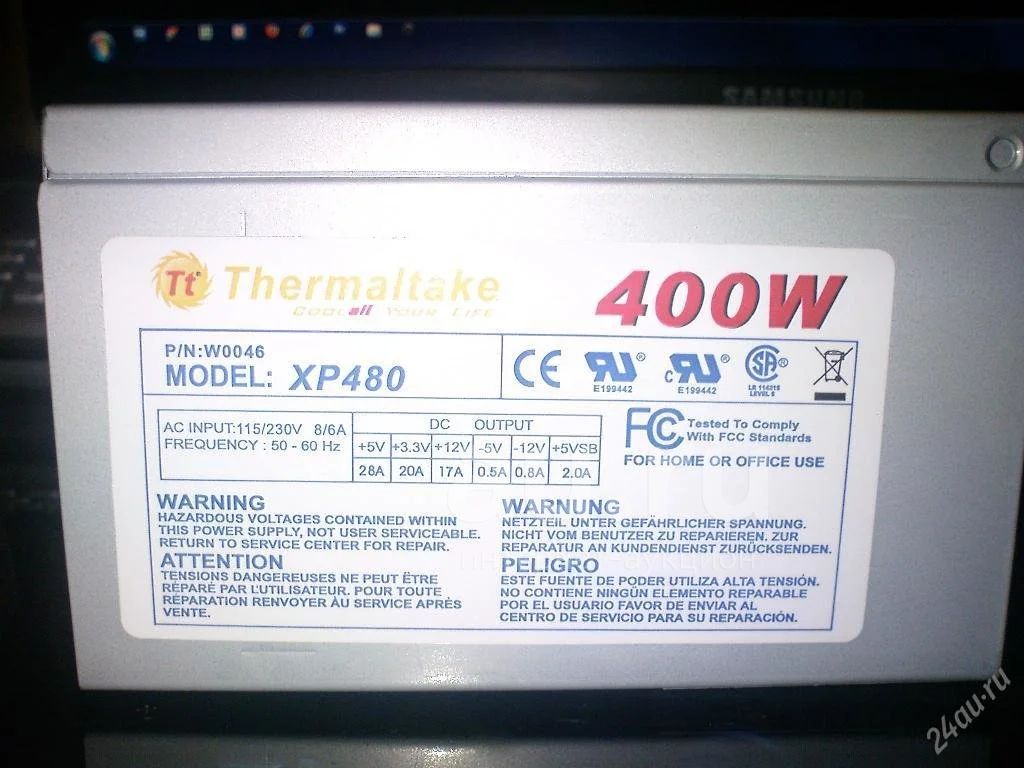 SAMSUNG
Tt Thermaltake
COOL all YOUR LIFE
400W
P/N:W0046
MODEL: XP480
CE
E199442
E199442
SA
LEVEL 5
AC INPUT:115/230V 8/6A
FREQUENCY : 50 - 60 Hz
DC OUTPUT
+5V +3.3V +12V -5V -12V +5VSB
28A 20A 17A 0.5A 0.8A 2.0A
FCC Tested To Comply
With FCC Standards
FOR HOME OR OFFICE USE
WARNING
HAZARDOUS VOLTAGES CONTAINED WITHIN
THIS POWER SUPPLY, NOT USER SERVICEABLE.
RETURN TO SERVICE CENTER FOR REPAIR.
ATTENTION
TENSIONS DANGEREUSES NE PEUT ÊTRE
RÉPARÉ PAR L'UTILISATEUR. POUR TOUTE
RÉPARATION RENVOYER ÀU SERVICE APRÈS
VENTE.
WARNUNG
NETZTEIL UNTER GEFÄHRLICHER SPANNUNG.
NICHT VOM BENUTZER ZU REPARIEREN. ZUR
REPARATUR AN KUNDENDIENST ZURÜCKSENDEN.
PELIGRO
ESTE FUENTE DE PODER UTILIZA ALTA TENSIÓN.
NO CONTIENE NINGÚN ELEMENTO REPARABLE
POR EL USUARIO FAVOR DE ENVIAR AL
CENTRO DE SERVICIO PARA SU REPARACIÓN.
24au.ru